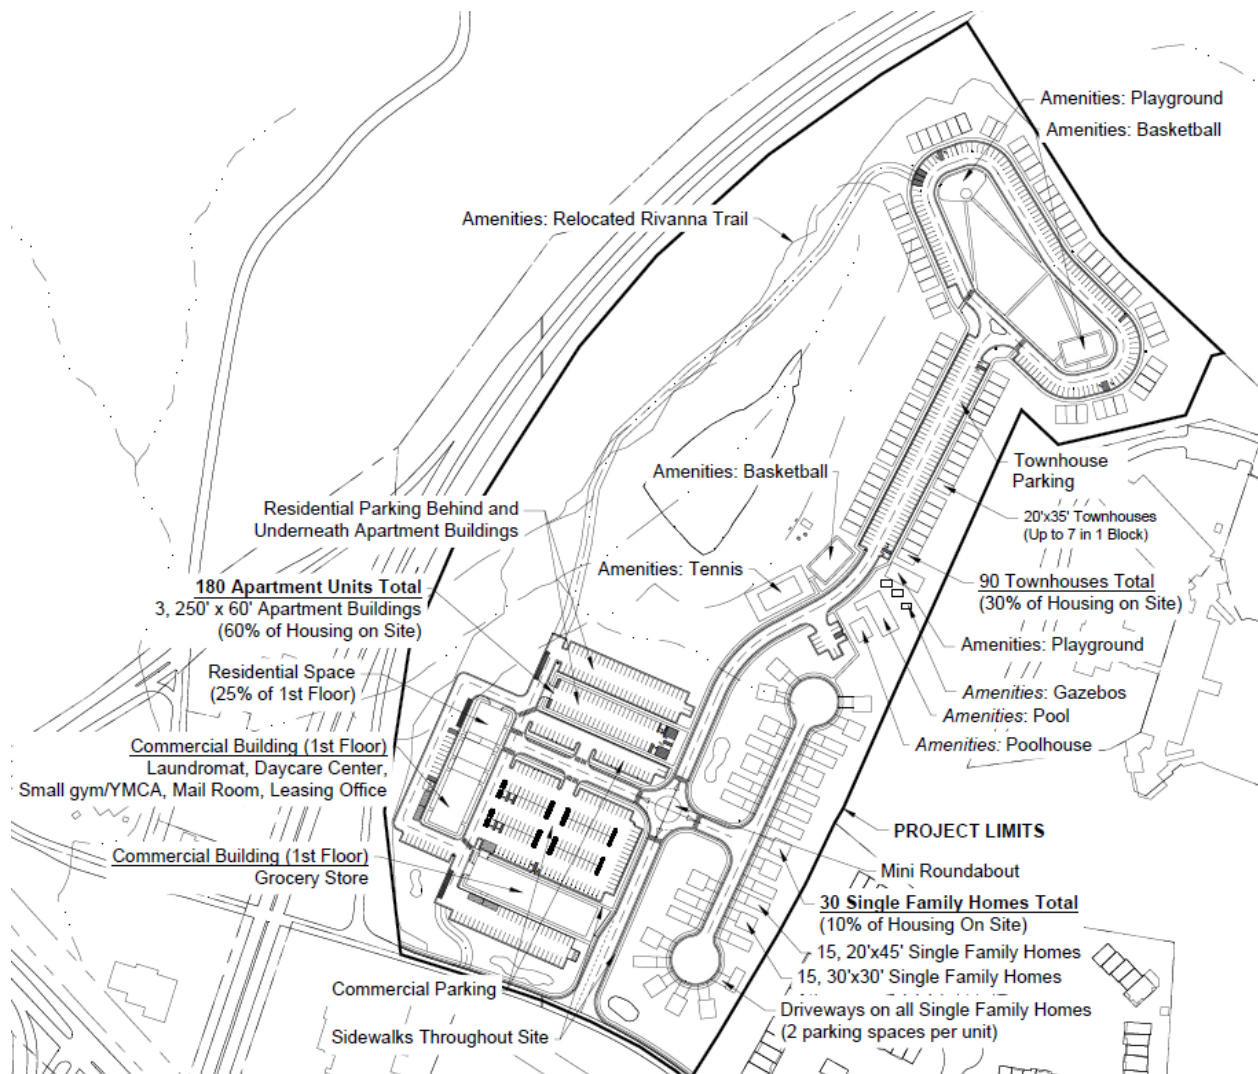 Amenities: Playground
Amenities: Basketball
Amenities: Relocated Rivanna Trail
Amenities: Basketball
Townhouse
Parking
Residential Parking Behind and
Underneath Apartment Buildings
20'x35' Townhouses
(Up to 7 in 1 Block)
Amenities: Tennis
180 Apartment Units Total
3, 250' x 60' Apartment Buildings
(60% of Housing on Site)
90 Townhouses Total
(30% of Housing on Site)
Amenities: Playground
Residential Space
(25% of 1st Floor)
Amenities: Gazebos
Amenities: Pool
Amenities: Poolhouse
Commercial Building (1st Floor)
Laundromat, Daycare Center,
Small gym/YMCA, Mail Room, Leasing Office
PROJECT LIMITS
Commercial Building (1st Floor)
Grocery Store
Mini Roundabout
30 Single Family Homes Total
(10% of Housing On Site)
15, 20'x45' Single Family Homes
15, 30'x30' Single Family Homes
Commercial Parking
Driveways on all Single Family Homes
(2 parking spaces per unit)
Sidewalks Throughout Site